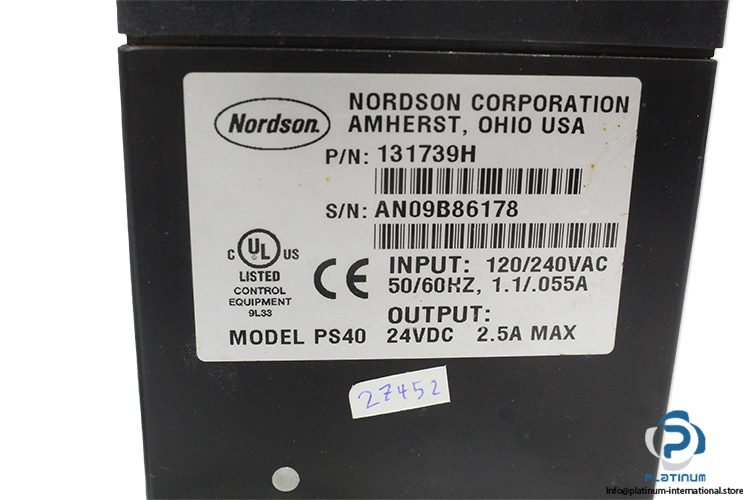 Nordson
NORDSON CORPORATION
AMHERST, OHIO USA
P/N: 131739H
S/N: AN09B86178
C UL US
LISTED
CONTROL
EQUIPMENT
9L33
CE
INPUT: 120/240VAC
50/60HZ, 1.1/.055A
OUTPUT:
MODEL PS40 24VDC 2.5A MAX
27452
PLATINUM
Info@platinum-international.store